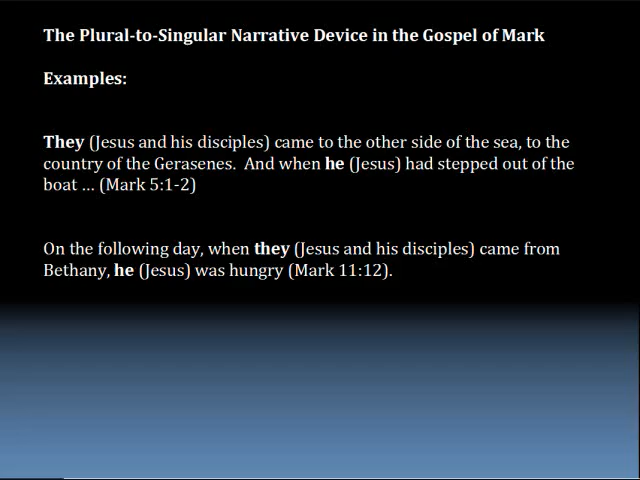 The Plural-to-Singular Narrative Device in the Gospel of Mark
Examples:
They (Jesus and his disciples) came to the other side of the sea, to the
country of the Gerasenes.  And when he (Jesus) had stepped out of the
boat ... (Mark 5:1-2)
On the following day, when they (Jesus and his disciples) came from
Bethany, he (Jesus) was hungry (Mark 11:12).